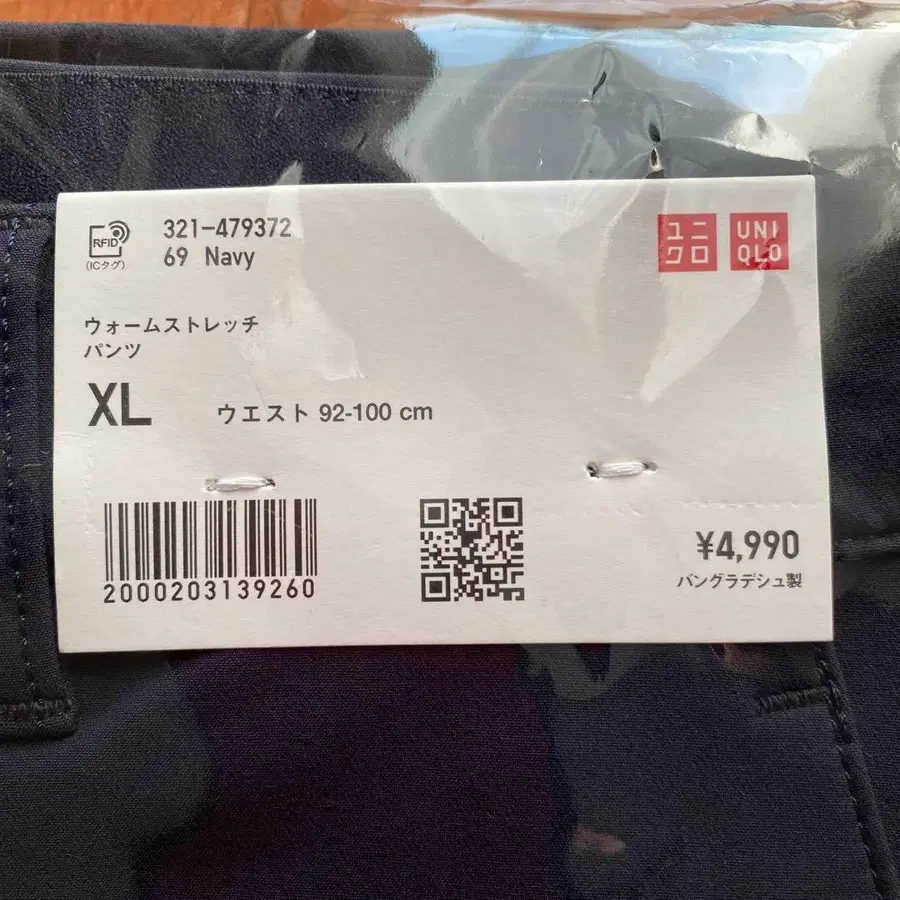 RFID
(ICタグ)
321-479372
69 Navy
ユニ
クロ
UNI
QLO
ウォームストレッチ
パンツ
XL
ウエスト 92-100 cm
2000203139260
¥4,990
バングラデシュ製